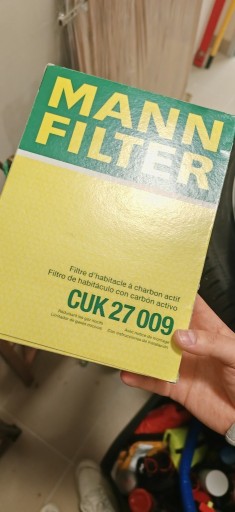 MANN
FILTER
Filtre d'habitacle à charbon actif
Filtro de habitáculo con carbón activo
CUK 27 009